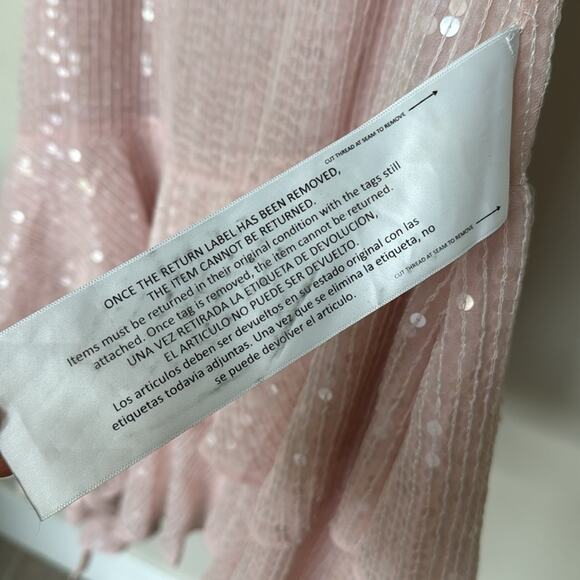 CUT THREAD AT SEAM TO REMOVE
ONCE THE RETURN LABEL HAS BEEN REMOVED,
THE ITEM CANNOT BE RETURNED.
Items must be returned in their original condition with the tags still
attached. Once tag is removed, the item cannot be returned.
UNA VEZ RETIRADA LA ETIQUETA DE DEVOLUCION,
EL ARTICULO NO PUEDE SER DEVUELTO.
Los articulos deben ser devueltos en su estado original con las
etiquetas todavia adjuntas. Una vez que se elimina la etiqueta, no
se puede devolver el articulo.
CUT THREAD AT SEAM TO REMOVE